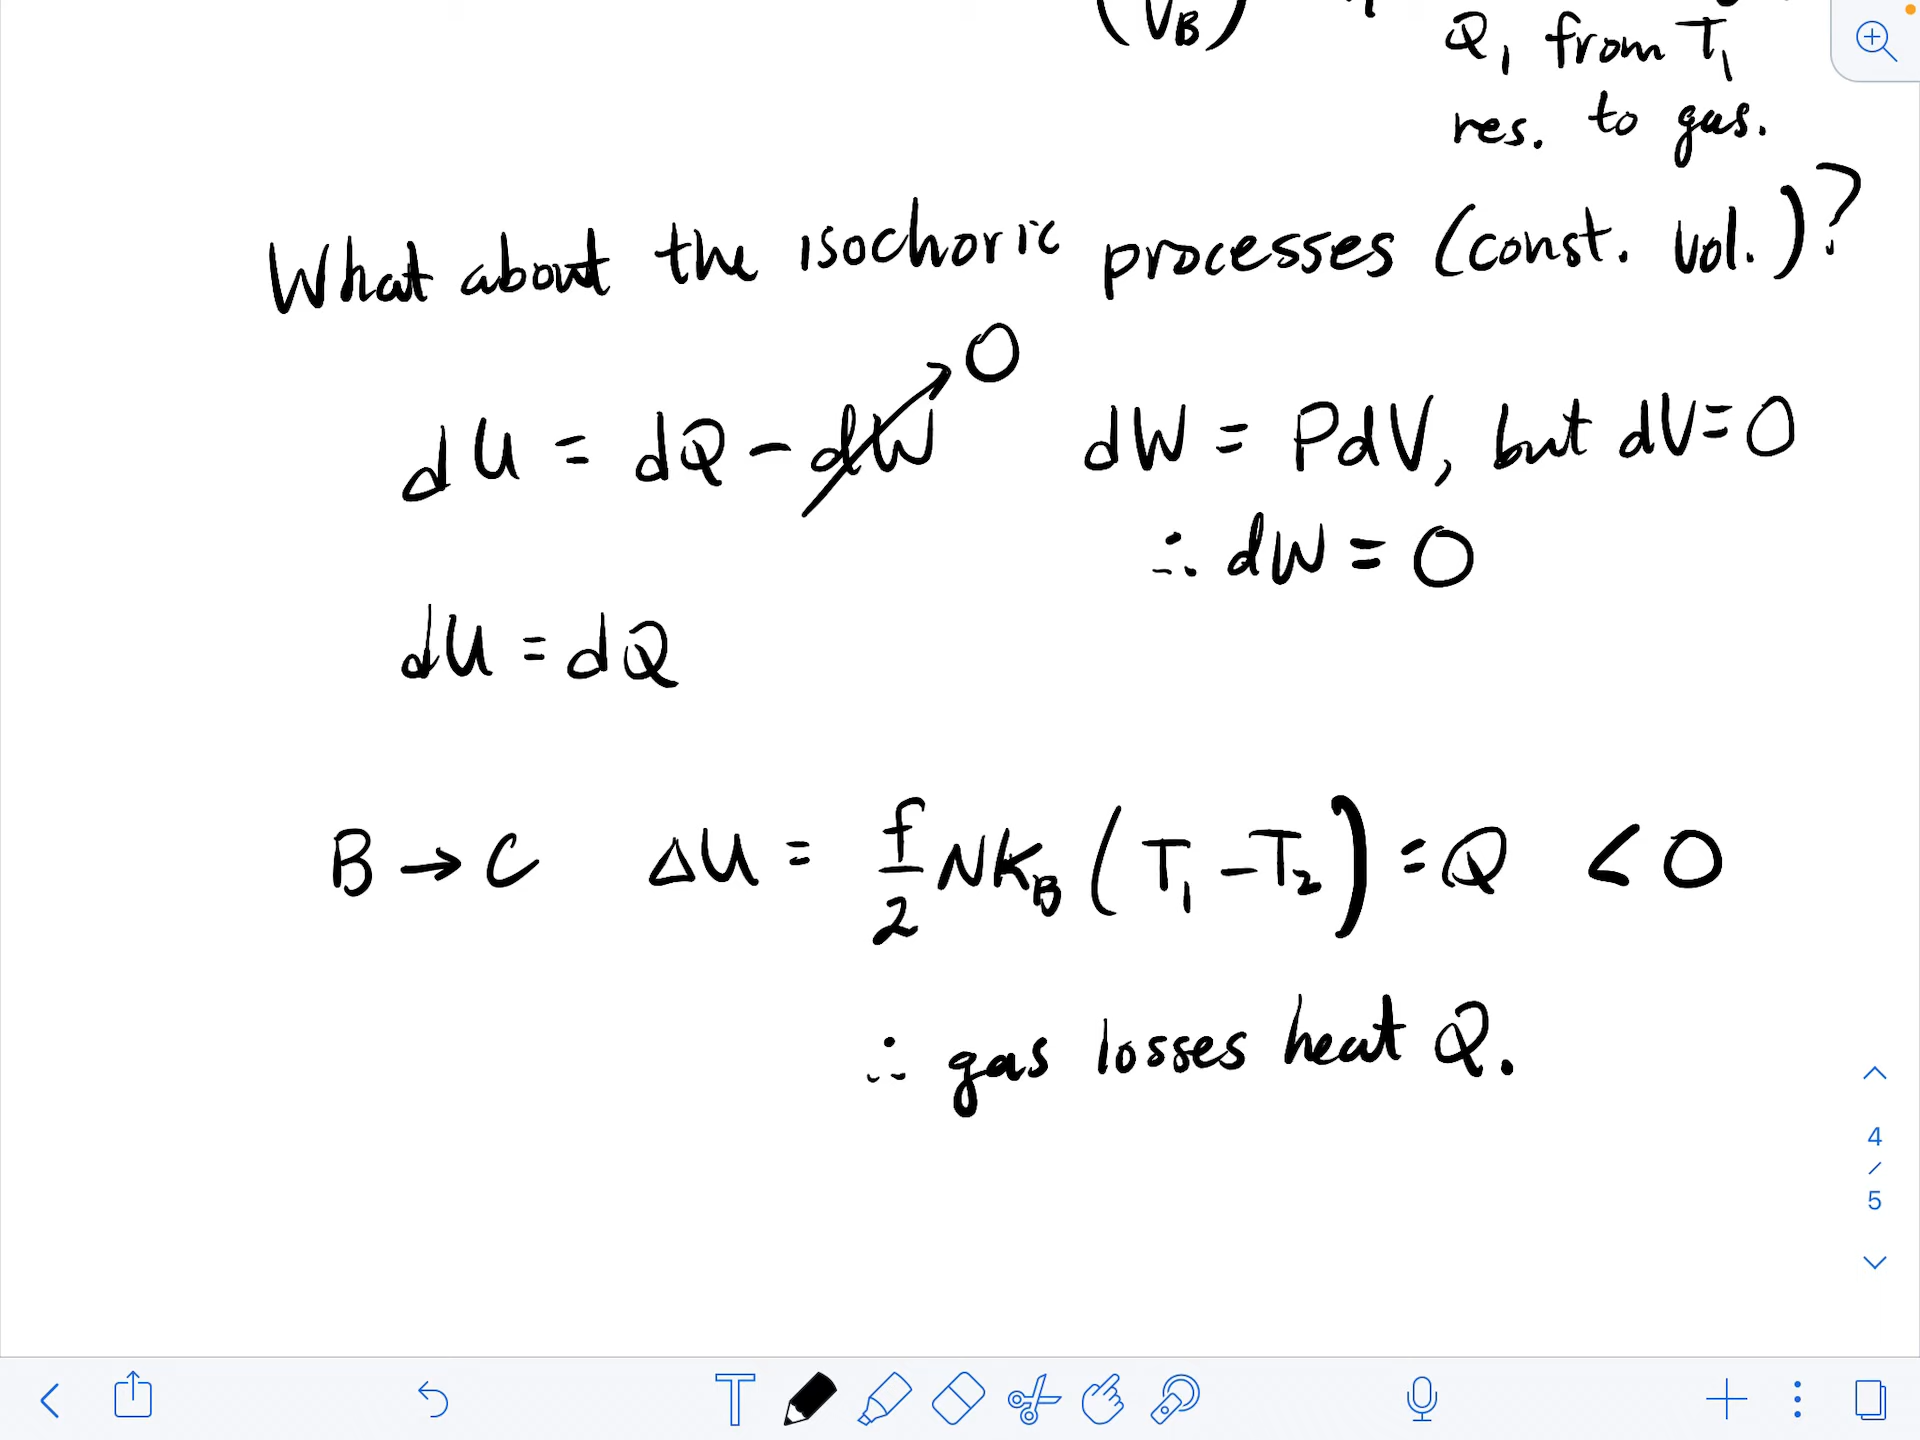 (V_B)
Q₁ from T₁
res. to gas.
What about the isochoric processes (const. vol.)?
dU = dQ - dW → 0 dW = PdV, but dV = 0
∴ dW = 0
dU = dQ
B → C ΔU = f/2 NK_B (T₁ - T₂) = Q < 0
∴ gas losses heat Q.
4
/
5
T